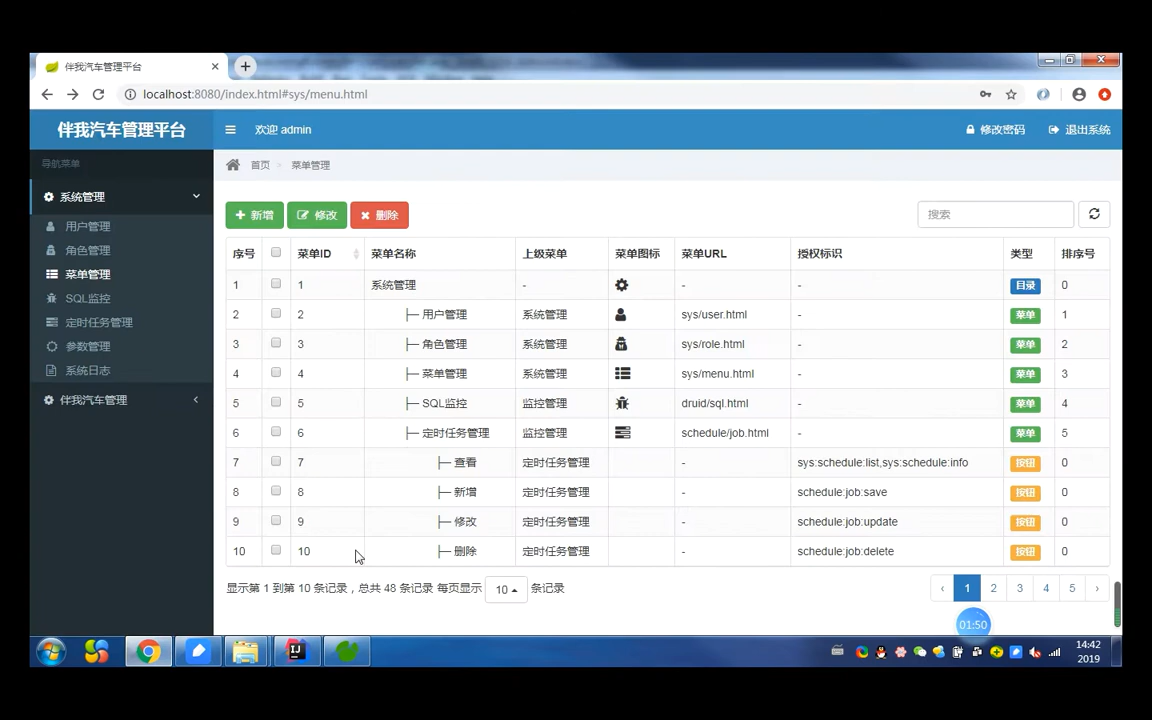 伴我汽车管理平台
localhost:8080/index.html#sys/menu.html
伴我汽车管理平台
欢迎 admin
修改密码
退出系统
导航菜单
首页 > 菜单管理
系统管理
用户管理
角色管理
菜单管理
SQL监控
定时任务管理
参数管理
系统日志
伴我汽车管理
新增 修改 删除
搜索
序号 菜单ID 菜单名称 上级菜单 菜单图标 菜单URL 授权标识 类型 排序号
1 1 系统管理 - - - 目录 0
2 2 ├─ 用户管理 系统管理 sys/user.html - 菜单 1
3 3 ├─ 角色管理 系统管理 sys/role.html - 菜单 2
4 4 ├─ 菜单管理 系统管理 sys/menu.html - 菜单 3
5 5 ├─ SQL监控 监控管理 druid/sql.html - 菜单 4
6 6 ├─ 定时任务管理 监控管理 schedule/job.html - 菜单 5
7 7 ├─ 查看 定时任务管理 - sys:schedule:list,sys:schedule:info 按钮 0
8 8 ├─ 新增 定时任务管理 - schedule:job:save 按钮 0
9 9 ├─ 修改 定时任务管理 - schedule:job:update 按钮 0
10 10 ├─ 删除 定时任务管理 - schedule:job:delete 按钮 0
显示第 1 到第 10 条记录，总共 48 条记录 每页显示 10 条记录
‹ 1 2 3 4 5 ›
01:50
14:42
2019